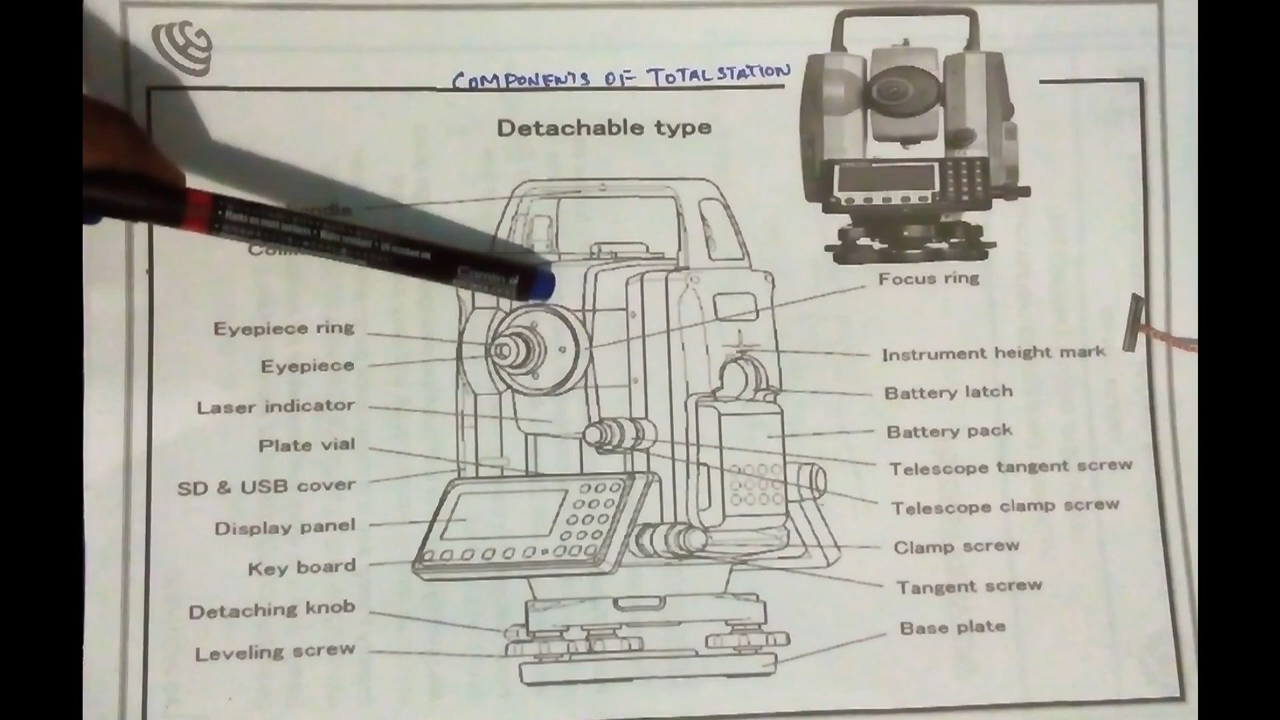 COMPONENTS OF TOTAL STATION
Detachable type
Focus ring
Eyepiece ring
Eyepiece
Laser indicator
Plate vial
SD & USB cover
Display panel
Key board
Detaching knob
Leveling screw
Instrument height mark
Battery latch
Battery pack
Telescope tangent screw
Telescope clamp screw
Clamp screw
Tangent screw
Base plate